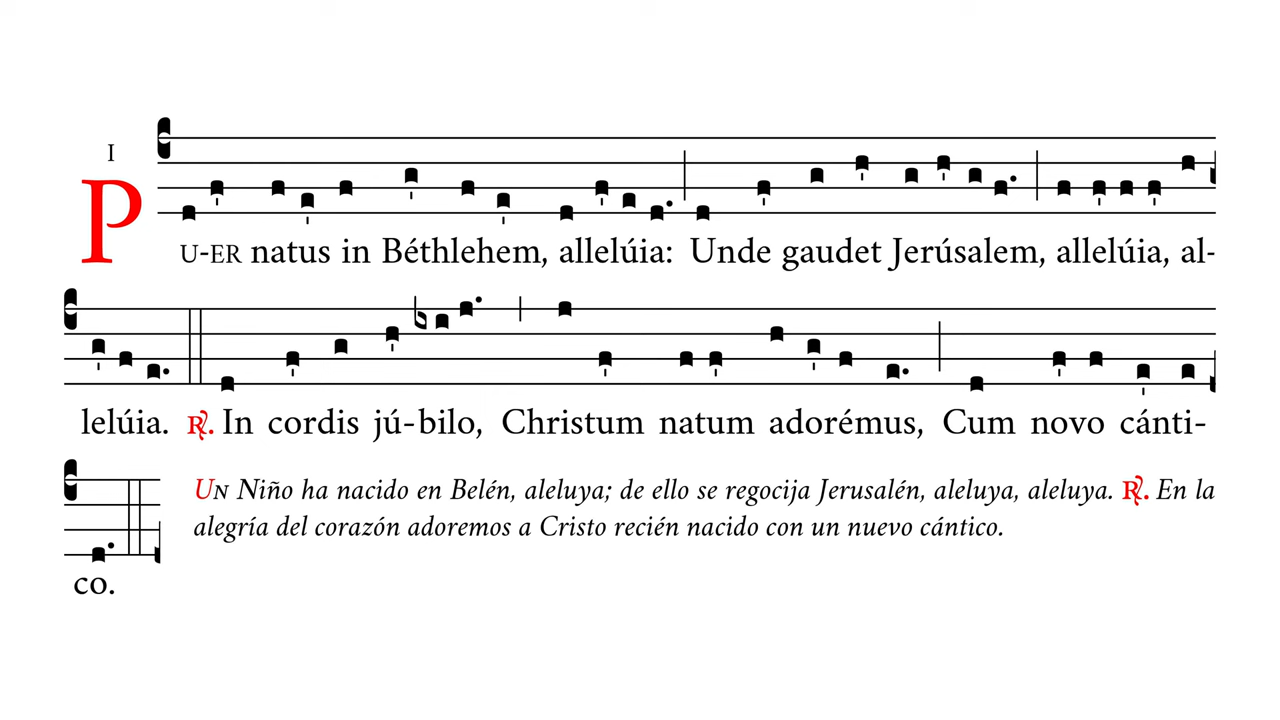 I
PU-ER natus in Béthlehem, allelúia: Unde gaudet Jerúsalem, allelúia, al-
lelúia. ℟. In cordis jú-bilo, Christum natum adorémus, Cum novo cánti-
co.
UN Niño ha nacido en Belén, aleluya; de ello se regocija Jerusalén, aleluya, aleluya. ℟. En la
alegría del corazón adoremos a Cristo recién nacido con un nuevo cántico.